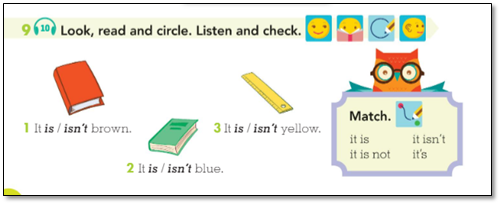 9 10 Look, read and circle. Listen and check.
1 It is / isn't brown.
2 It is / isn't blue.
3 It is / isn't yellow.
Match.
it is it isn't
it is not it's